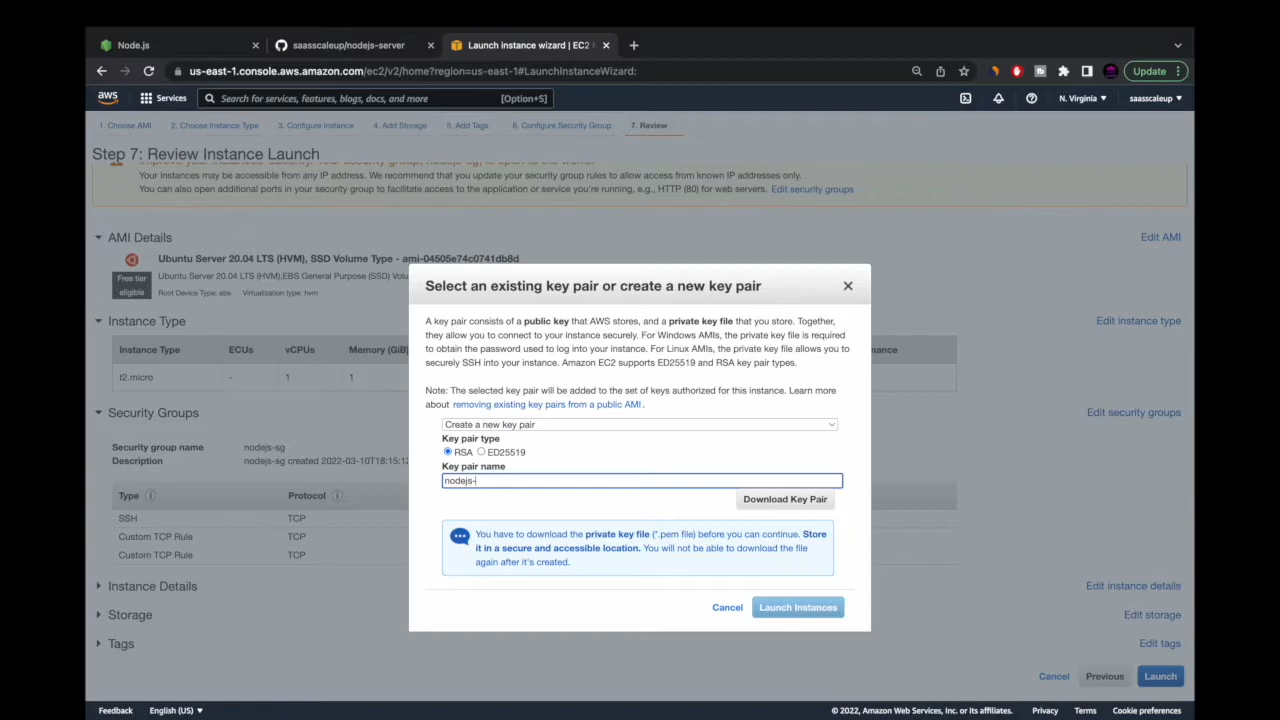 Node.js
saasscaleup/nodejs-server
Launch instance wizard | EC2
us-east-1.console.aws.amazon.com/ec2/v2/home?region=us-east-1#LaunchInstanceWizard:
Update
aws
Services
Search for services, features, blogs, docs, and more
[Option+S]
N. Virginia
saasscaleup
1. Choose AMI
2. Choose Instance Type
3. Configure Instance
4. Add Storage
5. Add Tags
6. Configure Security Group
7. Review
Step 7: Review Instance Launch
Improve your instances' security. Your security group, nodejs-sg, is open to the world.
Your instances may be accessible from any IP address. We recommend that you update your security group rules to allow access from known IP addresses only.
You can also open additional ports in your security group to facilitate access to the application or service you're running, e.g., HTTP (80) for web servers. Edit security groups
AMI Details
Edit AMI
Ubuntu Server 20.04 LTS (HVM), SSD Volume Type - ami-04505e74c0741db8d
Free tier
eligible
Ubuntu Server 20.04 LTS (HVM),EBS General Purpose (SSD)
Root Device Type: ebs Virtualization type: hvm
Instance Type
Edit instance type
Instance Type ECUs vCPUs Memory (GiB)
t2.micro - 1 1
Security Groups
Edit security groups
Security group name nodejs-sg
Description nodejs-sg created 2022-03-10T18:15:12
Type Protocol
SSH TCP
Custom TCP Rule TCP
Custom TCP Rule TCP
Instance Details
Edit instance details
Storage
Edit storage
Tags
Edit tags
Cancel
Previous
Launch
Select an existing key pair or create a new key pair
A key pair consists of a public key that AWS stores, and a private key file that you store. Together,
they allow you to connect to your instance securely. For Windows AMIs, the private key file is required
to obtain the password used to log into your instance. For Linux AMIs, the private key file allows you to
securely SSH into your instance. Amazon EC2 supports ED25519 and RSA key pair types.
Note: The selected key pair will be added to the set of keys authorized for this instance. Learn more
about removing existing key pairs from a public AMI.
Create a new key pair
Key pair type
RSA ED25519
Key pair name
nodejs-
Download Key Pair
You have to download the private key file (*.pem file) before you can continue. Store
it in a secure and accessible location. You will not be able to download the file
again after it's created.
Cancel
Launch Instances
Feedback
English (US)
© 2022, Amazon Web Services, Inc. or its affiliates.
Privacy
Terms
Cookie preferences